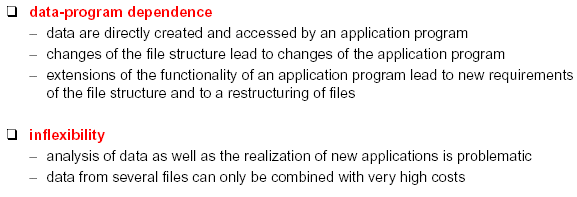 ❑ data-program dependence
– data are directly created and accessed by an application program
– changes of the file structure lead to changes of the application program
– extensions of the functionality of an application program lead to new requirements
of the file structure and to a restructuring of files
❑ inflexibility
– analysis of data as well as the realization of new applications is problematic
– data from several files can only be combined with very high costs